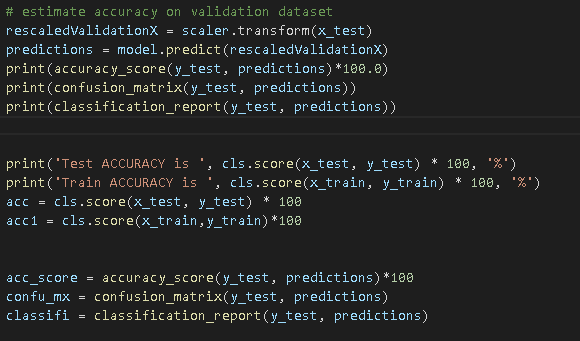 # estimate accuracy on validation dataset
rescaledValidationX = scaler.transform(x_test)
predictions = model.predict(rescaledValidationX)
print(accuracy_score(y_test, predictions)*100.0)
print(confusion_matrix(y_test, predictions))
print(classification_report(y_test, predictions))
print("Test ACCURACY is ", cls.score(x_test, y_test) * 100, "%")
print("Train ACCURACY is ", cls.score(x_train, y_train) * 100, "%")
acc = cls.score(x_test, y_test) * 100
acc1 = cls.score(x_train,y_train)*100
acc_score = accuracy_score(y_test, predictions)*100
confu_mx = confusion_matrix(y_test, predictions)
classifi = classification_report(y_test, predictions)